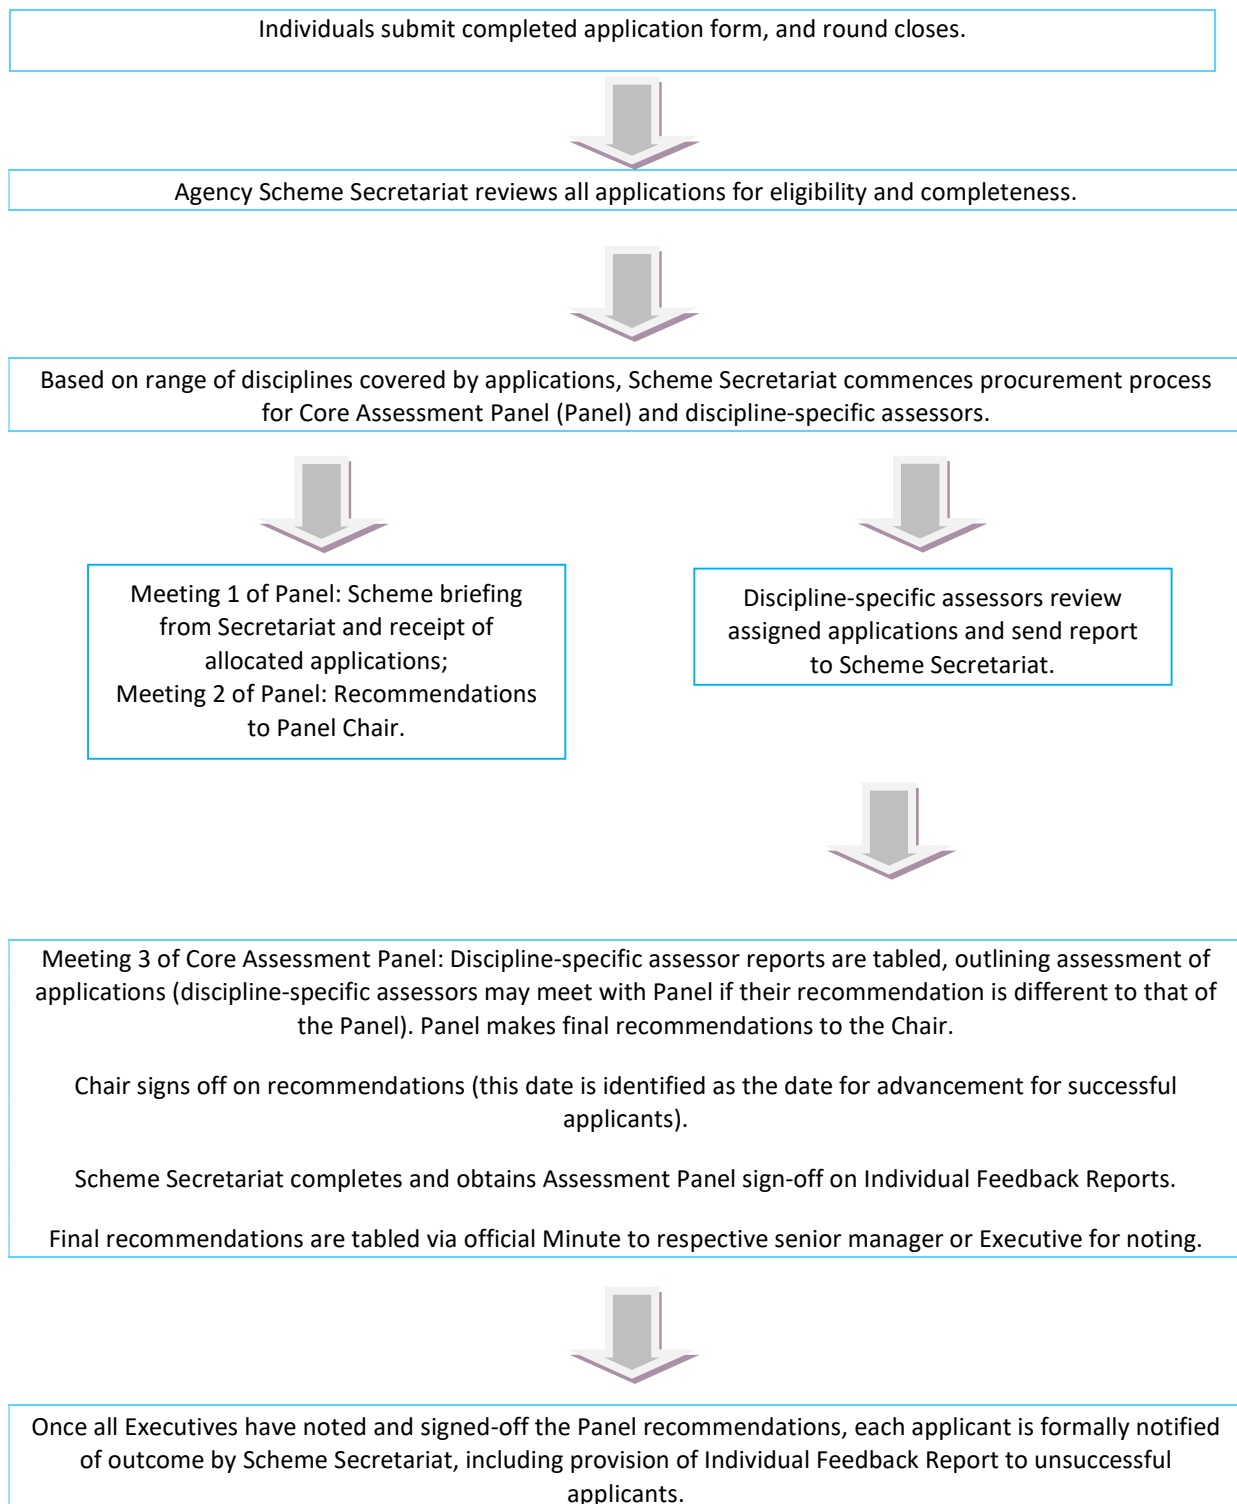 Individuals submit completed application form, and round closes.
Agency Scheme Secretariat reviews all applications for eligibility and completeness.
Based on range of disciplines covered by applications, Scheme Secretariat commences procurement process
for Core Assessment Panel (Panel) and discipline-specific assessors.
Meeting 1 of Panel: Scheme briefing
from Secretariat and receipt of
allocated applications;
Meeting 2 of Panel: Recommendations
to Panel Chair.
Discipline-specific assessors review
assigned applications and send report
to Scheme Secretariat.
Meeting 3 of Core Assessment Panel: Discipline-specific assessor reports are tabled, outlining assessment of
applications (discipline-specific assessors may meet with Panel if their recommendation is different to that of
the Panel). Panel makes final recommendations to the Chair.
Chair signs off on recommendations (this date is identified as the date for advancement for successful
applicants).
Scheme Secretariat completes and obtains Assessment Panel sign-off on Individual Feedback Reports.
Final recommendations are tabled via official Minute to respective senior manager or Executive for noting.
Once all Executives have noted and signed-off the Panel recommendations, each applicant is formally notified
of outcome by Scheme Secretariat, including provision of Individual Feedback Report to unsuccessful
applicants.